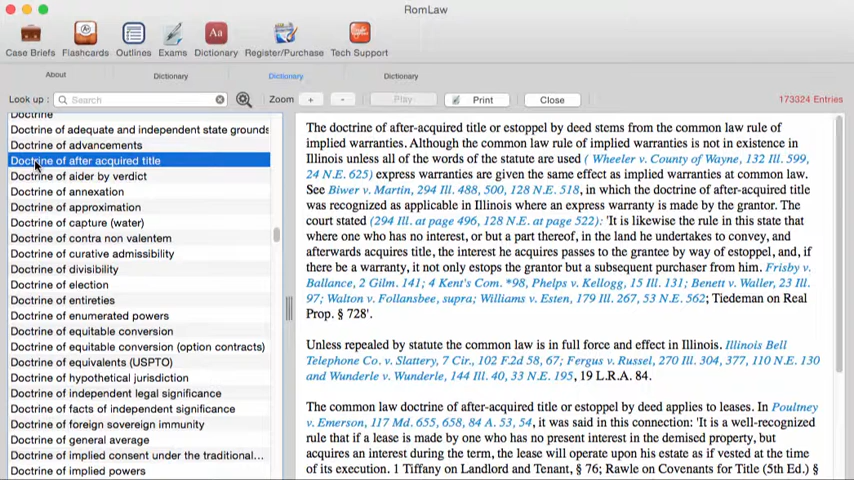 RomLaw
Case Briefs
Flashcards
Outlines
Exams
Dictionary
Register/Purchase
Tech Support
About
Dictionary
Dictionary
Dictionary
Look up :
Search
Zoom
+
-
Play
Print
Close
173324 Entries
Doctrine
Doctrine of adequate and independent state grounds
Doctrine of advancements
Doctrine of after acquired title
Doctrine of aider by verdict
Doctrine of annexation
Doctrine of approximation
Doctrine of capture (water)
Doctrine of contra non valentem
Doctrine of curative admissibility
Doctrine of divisibility
Doctrine of election
Doctrine of entireties
Doctrine of enumerated powers
Doctrine of equitable conversion
Doctrine of equitable conversion (option contracts)
Doctrine of equivalents (USPTO)
Doctrine of hypothetical jurisdiction
Doctrine of independent legal significance
Doctrine of facts of independent significance
Doctrine of foreign sovereign immunity
Doctrine of general average
Doctrine of implied consent under the traditional...
Doctrine of implied powers
The doctrine of after-acquired title or estoppel by deed stems from the common law rule of
implied warranties. Although the common law rule of implied warranties is not in existence in
Illinois unless all of the words of the statute are used ( Wheeler v. County of Wayne, 132 Ill. 599,
24 N.E. 625) express warranties are given the same effect as implied warranties at common law.
See Biwer v. Martin, 294 Ill. 488, 500, 128 N.E. 518, in which the doctrine of after-acquired title
was recognized as applicable in Illinois where an express warranty is made by the grantor. The
court stated (294 Ill. at page 496, 128 N.E. at page 522): 'It is likewise the rule in this state that
where one who has no interest, or but a part thereof, in the land he undertakes to convey, and
afterwards acquires title, the interest he acquires passes to the grantee by way of estoppel, and, if
there be a warranty, it not only estops the grantor but a subsequent purchaser from him. Frisby v.
Ballance, 2 Gilm. 141; 4 Kent's Com. *98, Phelps v. Kellogg, 15 Ill. 131; Benett v. Waller, 23 Ill.
97; Walton v. Follansbee, supra; Williams v. Esten, 179 Ill. 267, 53 N.E. 562; Tiedeman on Real
Prop. § 728'.
Unless repealed by statute the common law is in full force and effect in Illinois. Illinois Bell
Telephone Co. v. Slattery, 7 Cir., 102 F.2d 58, 67; Fergus v. Russel, 270 Ill. 304, 377, 110 N.E. 130
and Wunderle v. Wunderle, 144 Ill. 40, 33 N.E. 195, 19 L.R.A. 84.
The common law doctrine of after-acquired title or estoppel by deed applies to leases. In Poultney
v. Emerson, 117 Md. 655, 658, 84 A. 53, 54, it was said in this connection: 'It is a well-recognized
rule that if a lease is made by one who has no present interest in the demised property, but
acquires an interest during the term, the lease will operate upon his estate as if vested at the time
of its execution. 1 Tiffany on Landlord and Tenant, § 76; Rawle on Covenants for Title (5th Ed.) §